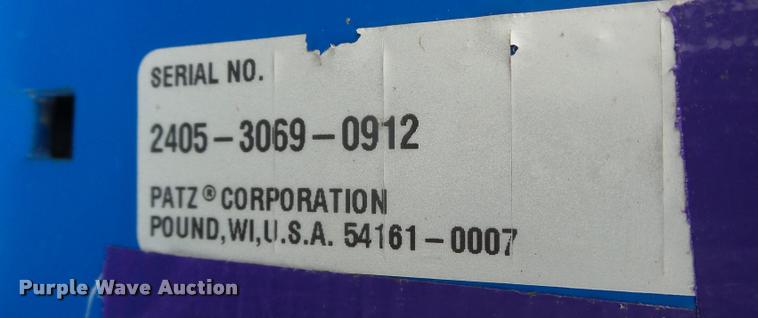 SERIAL NO.
2405-3069-0912
PATZ® CORPORATION
POUND, WI, U.S.A. 54161-0007
Purple Wave Auction